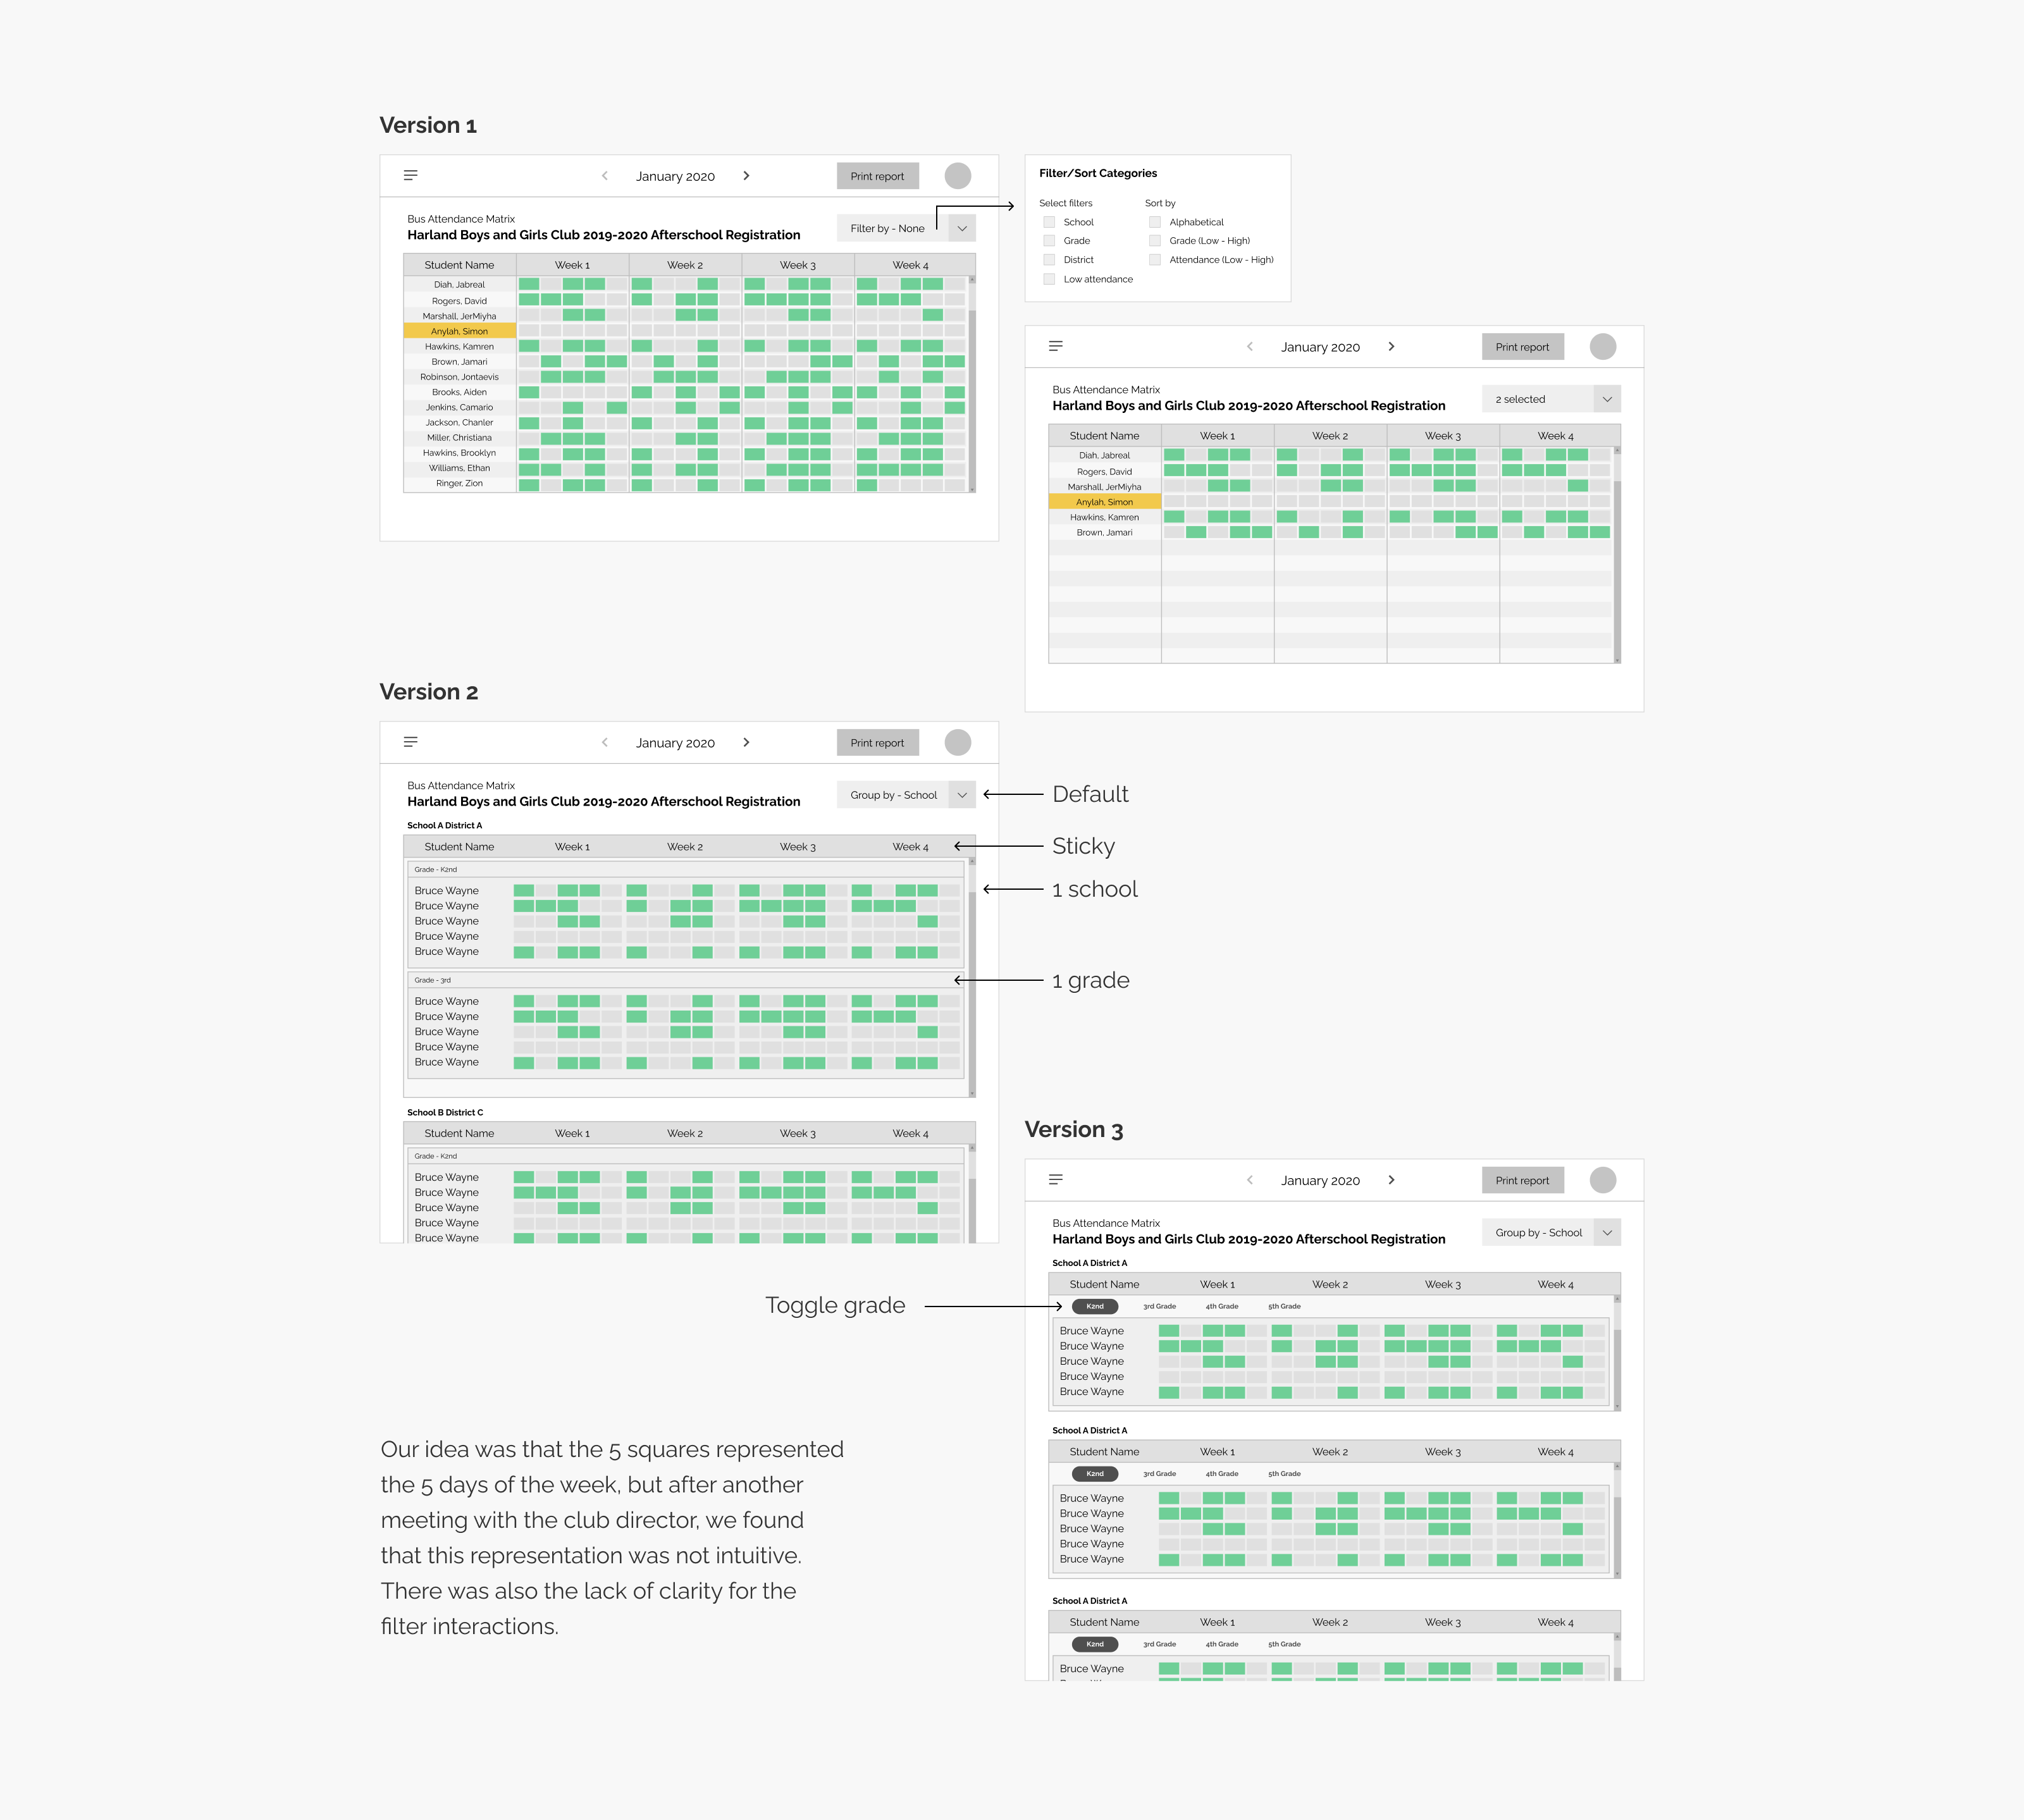 Version 1
January 2020
Print report
Bus Attendance Matrix
Harland Boys and Girls Club 2019-2020 Afterschool Registration
Filter by - None
Student Name Week 1 Week 2 Week 3 Week 4
Diah, Jabreal
Rogers, David
Marshall, JerMiyha
Anylah, Simon
Hawkins, Kamren
Brown, Jamari
Robinson, Jontaevis
Brooks, Aiden
Jenkins, Camario
Jackson, Chanler
Miller, Christiana
Hawkins, Brooklyn
Williams, Ethan
Ringer, Zion
Filter/Sort Categories
Select filters Sort by
School Alphabetical
Grade Grade (Low - High)
District Attendance (Low - High)
Low attendance
January 2020
Print report
Bus Attendance Matrix
Harland Boys and Girls Club 2019-2020 Afterschool Registration
2 selected
Student Name Week 1 Week 2 Week 3 Week 4
Diah, Jabreal
Rogers, David
Marshall, JerMiyha
Anylah, Simon
Hawkins, Kamren
Brown, Jamari
Version 2
January 2020
Print report
Bus Attendance Matrix
Harland Boys and Girls Club 2019-2020 Afterschool Registration
Group by - School
Default
School A District A
Student Name Week 1 Week 2 Week 3 Week 4
Sticky
Grade - K2nd
1 school
Bruce Wayne
Bruce Wayne
Bruce Wayne
Bruce Wayne
Bruce Wayne
Grade - 3rd
1 grade
Bruce Wayne
Bruce Wayne
Bruce Wayne
Bruce Wayne
Bruce Wayne
School B District C
Student Name Week 1 Week 2 Week 3 Week 4
Grade - K2nd
Bruce Wayne
Bruce Wayne
Bruce Wayne
Bruce Wayne
Bruce Wayne
Version 3
January 2020
Print report
Bus Attendance Matrix
Harland Boys and Girls Club 2019-2020 Afterschool Registration
Group by - School
School A District A
Student Name Week 1 Week 2 Week 3 Week 4
Toggle grade
K2nd 3rd Grade 4th Grade 5th Grade
Bruce Wayne
Bruce Wayne
Bruce Wayne
Bruce Wayne
Bruce Wayne
School A District A
Student Name Week 1 Week 2 Week 3 Week 4
K2nd 3rd Grade 4th Grade 5th Grade
Bruce Wayne
Bruce Wayne
Bruce Wayne
Bruce Wayne
Bruce Wayne
School A District A
Student Name Week 1 Week 2 Week 3 Week 4
K2nd 3rd Grade 4th Grade 5th Grade
Bruce Wayne
Our idea was that the 5 squares represented
the 5 days of the week, but after another
meeting with the club director, we found
that this representation was not intuitive.
There was also the lack of clarity for the
filter interactions.